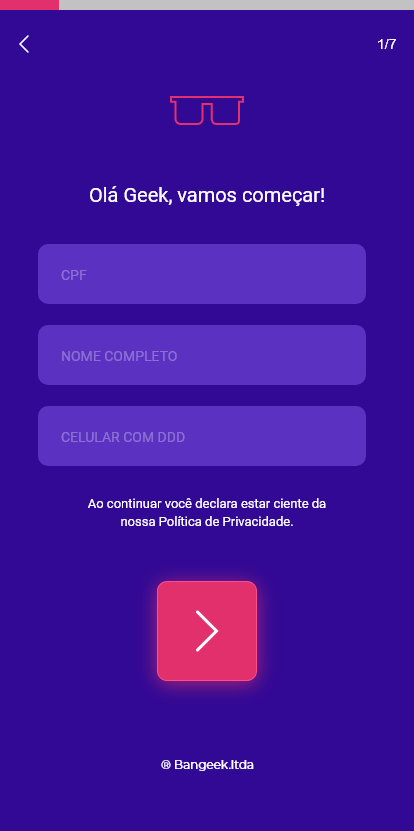 1/7
Olá Geek, vamos começar!
CPF
NOME COMPLETO
CELULAR COM DDD
Ao continuar você declara estar ciente da
nossa Política de Privacidade.
® Bangeek.ltda